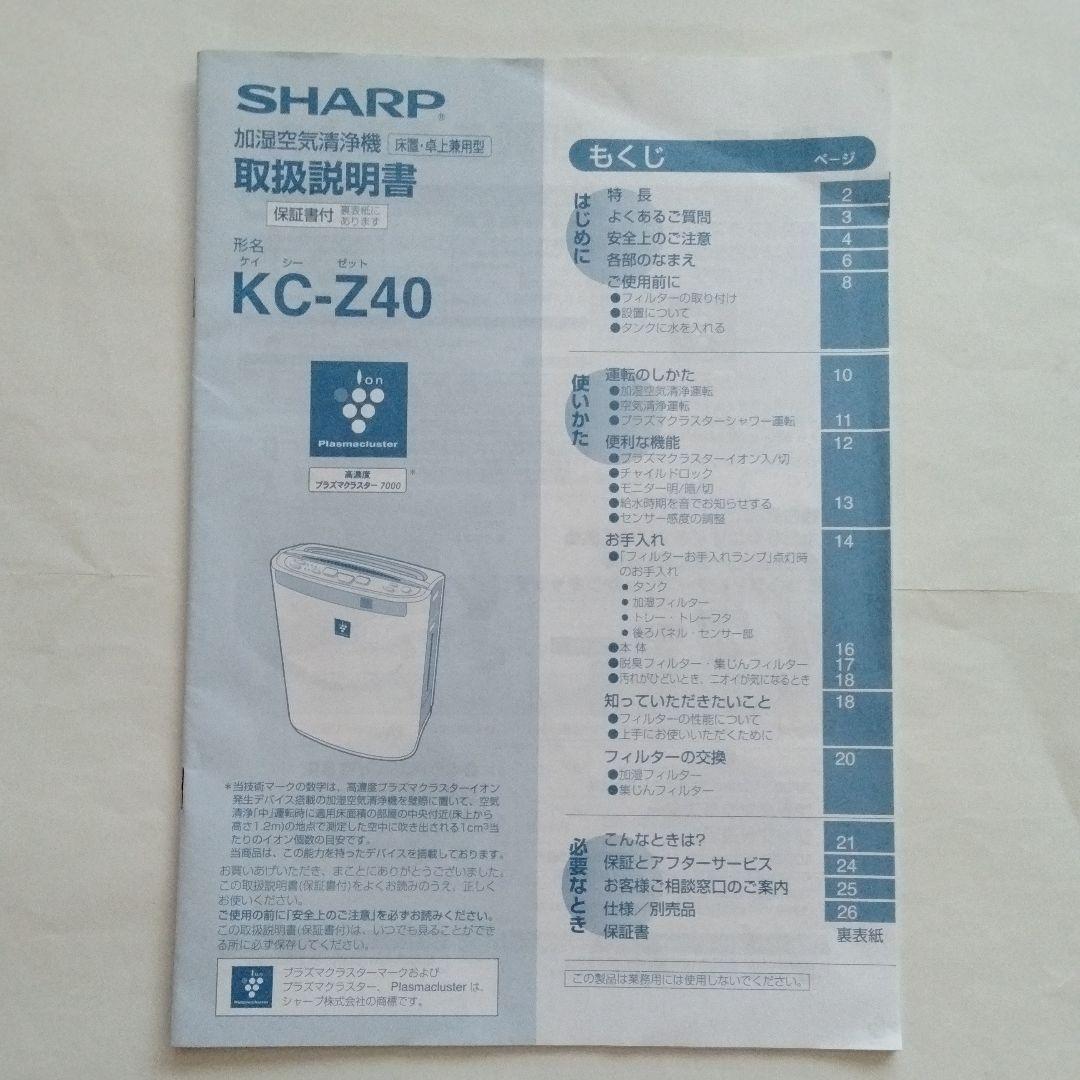 SHARP®
加湿空気清浄機 床置・卓上兼用型
取扱説明書
保証書付 裏表紙に
あります
形名
ケイ シー ゼット
KC-Z40
Ion
Plasmacluster
高濃度
プラズマクラスター7000
*
*当技術マークの数字は、高濃度プラズマクラスターイオン
発生デバイス搭載の加湿空気清浄機を壁際に置いて、空気
清浄「中」運転時に適用床面積の部屋の中央付近(床上から
高さ1.2m)の地点で測定した空中に吹き出される1cm³当
たりのイオン個数の目安です。
当商品は、この能力を持ったデバイスを搭載しております。
お買いあげいただき、まことにありがとうございました。
この取扱説明書(保証書付)をよくお読みのうえ、正しく
お使いください。
ご使用の前に「安全上のご注意」を必ずお読みください。
この取扱説明書(保証書付)は、いつでも見ることができ
る所に必ず保存してください。
Ion
Plasmacluster
プラズマクラスターマークおよび
プラズマクラスター、Plasmacluster は、
シャープ株式会社の商標です。
もくじ ページ
はじめに
特 長 2
よくあるご質問 3
安全上のご注意 4
各部のなまえ 6
ご使用前に 8
●フィルターの取り付け
●設置について
●タンクに水を入れる
使いかた
運転のしかた 10
●加湿空気清浄運転
●空気清浄運転
●プラズマクラスターシャワー運転 11
便利な機能 12
●プラズマクラスターイオン入/切
●チャイルドロック
●モニター明/暗/切
●給水時期を音でお知らせする 13
●センサー感度の調整
お手入れ 14
●「フィルターお手入れランプ」点灯時
のお手入れ
• タンク
• 加湿フィルター
• トレー・トレーフタ
• 後ろパネル・センサー部
●本 体 16
●脱臭フィルター・集じんフィルター 17
●汚れがひどいとき、ニオイが気になるとき 18
知っていただきたいこと 18
●フィルターの性能について
●上手にお使いいただくために
フィルターの交換 20
●加湿フィルター
●集じんフィルター
必要なとき
こんなときは? 21
保証とアフターサービス 24
お客様ご相談窓口のご案内 25
仕様/別売品 26
保証書 裏表紙
この製品は業務用には使用しないでください。